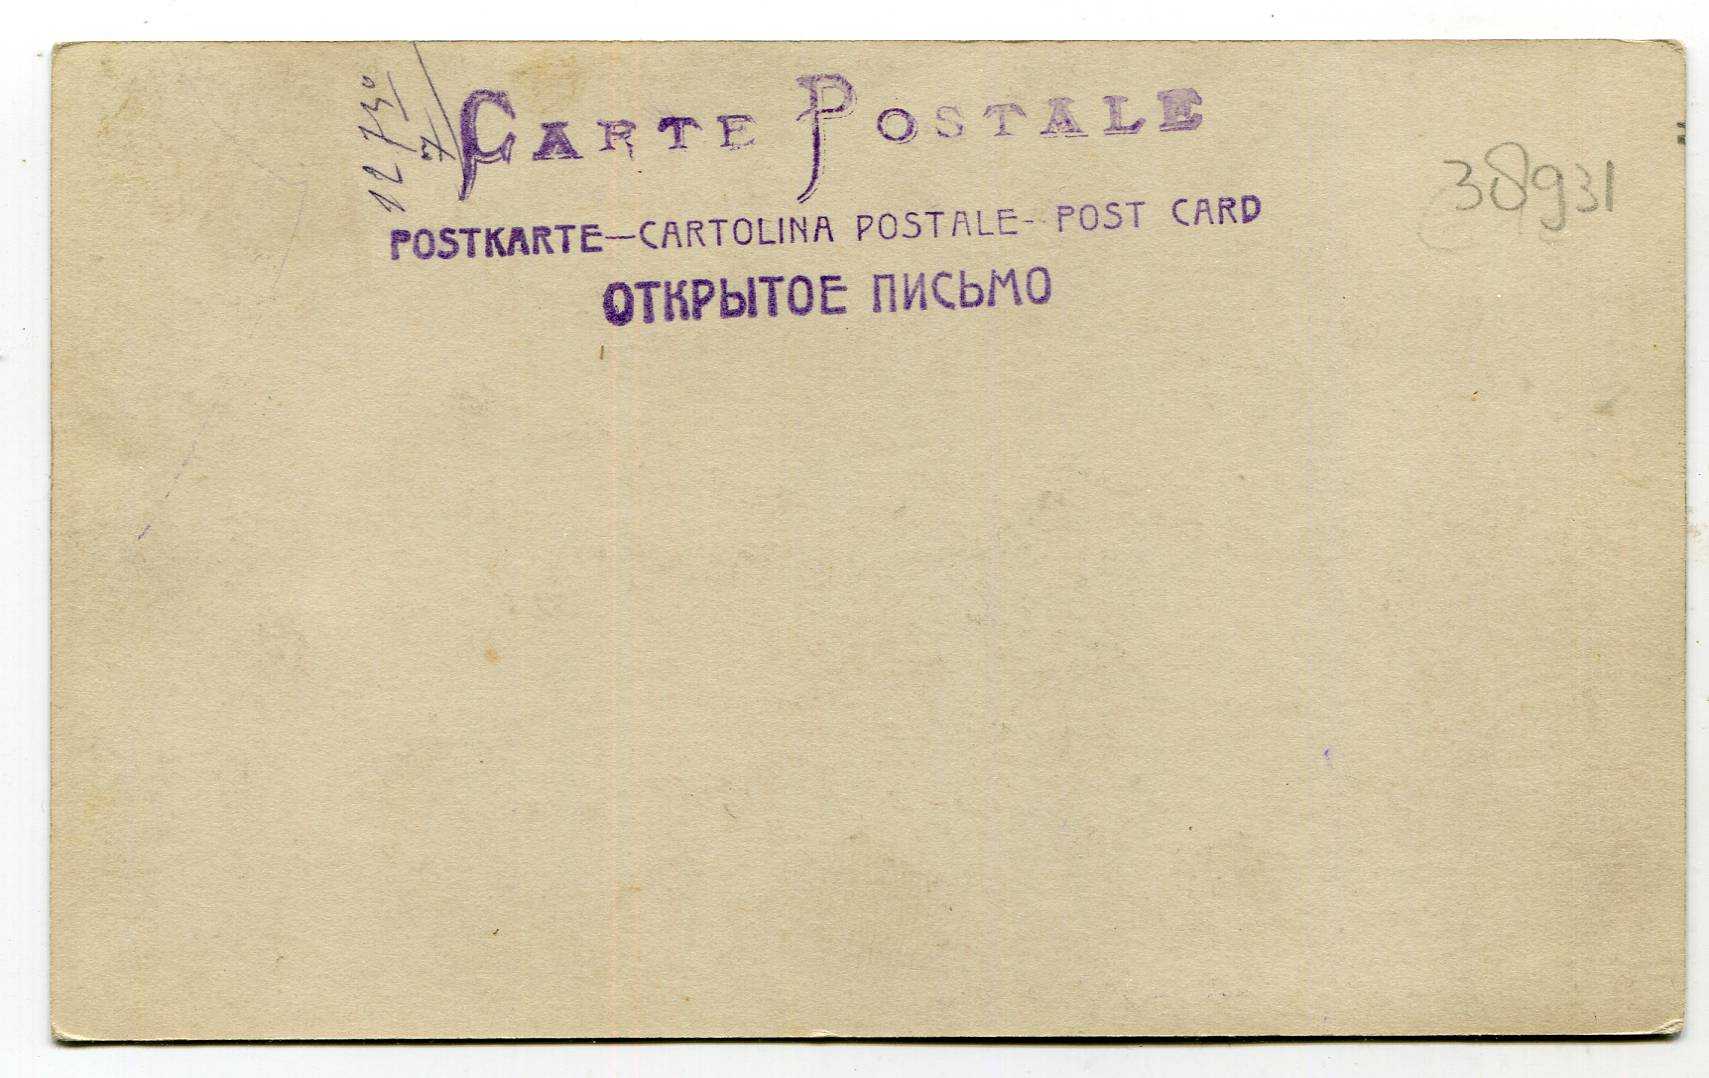 CARTE POSTALE
38931
POSTKARTE—CARTOLINA POSTALE- POST CARD
ОТКРЫТОЕ ПИСЬМО